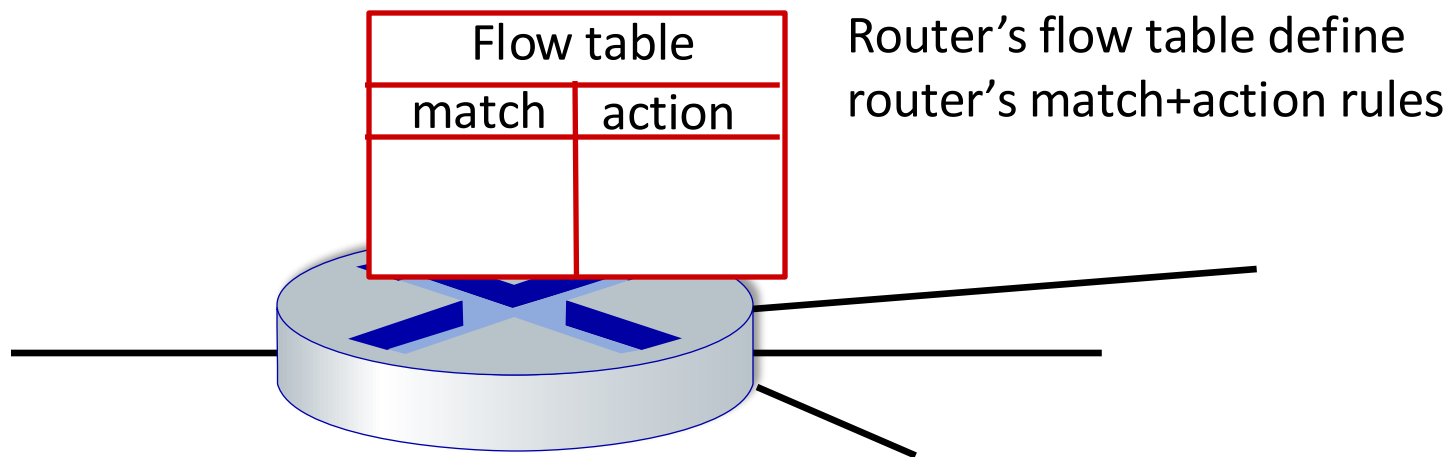 Flow table
match action
Router’s flow table define
router’s match+action rules